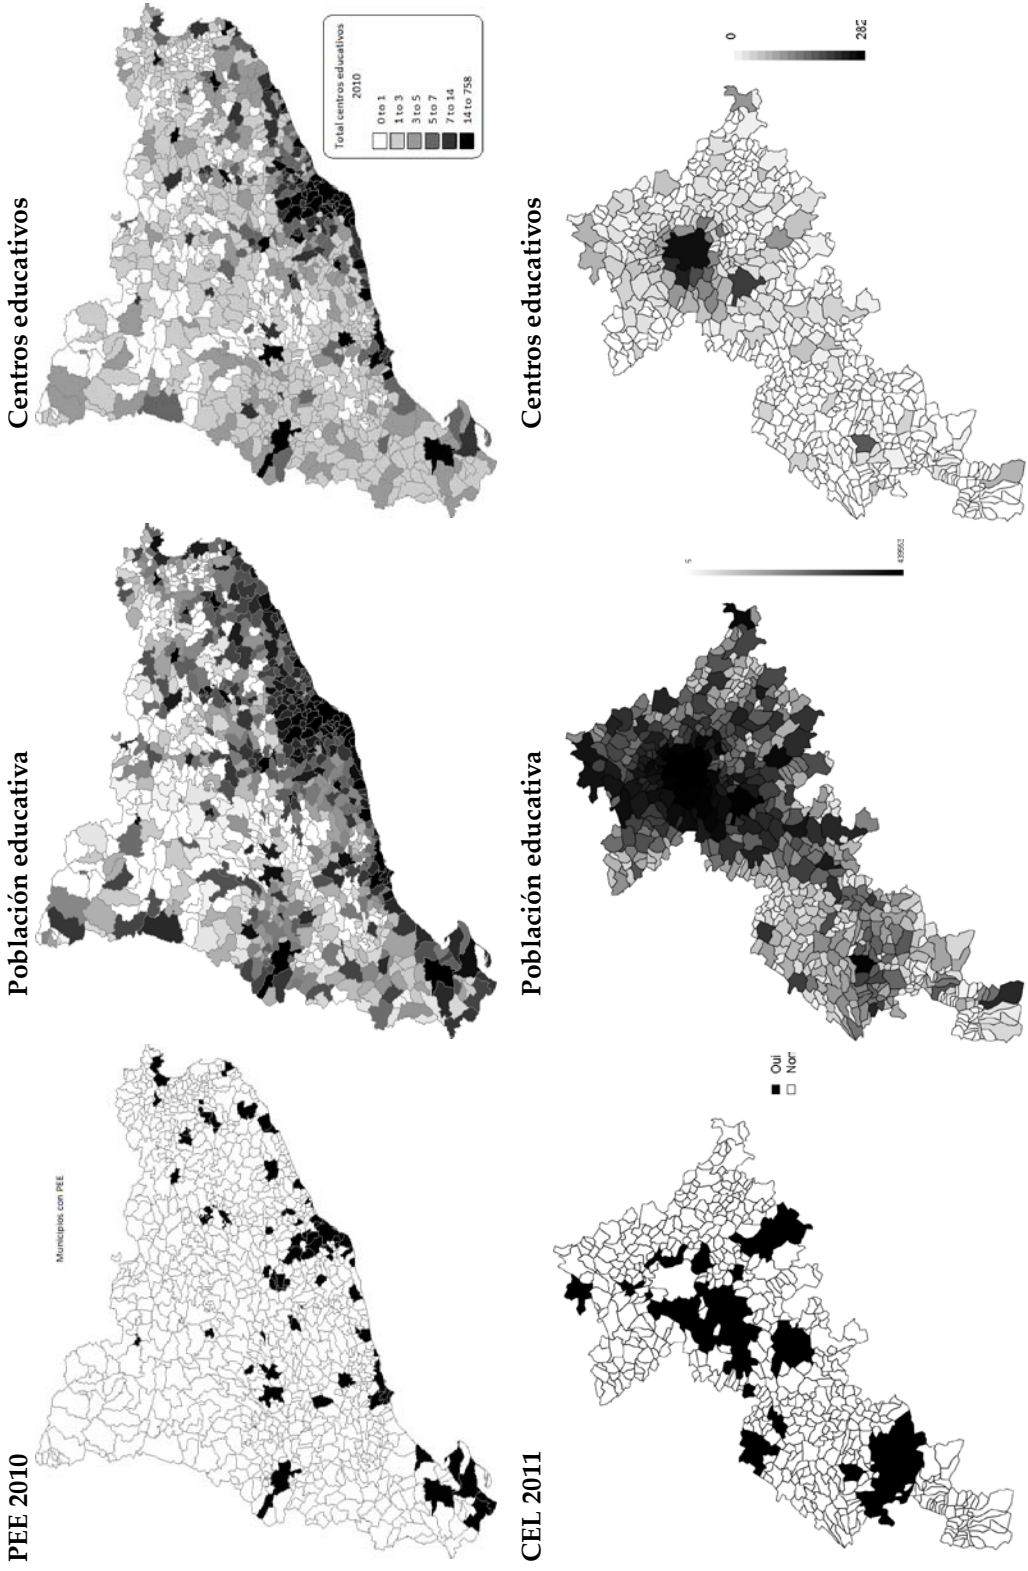 PEE 2010
Población educativa
Centros educativos
Municipios con PEE
Total centros educativos
2010
0 to 1
1 to 3
3 to 5
5 to 7
7 to 14
14 to 758
CEL 2011
Población educativa
Centros educativos
Oui
Non
5
439553
0
282